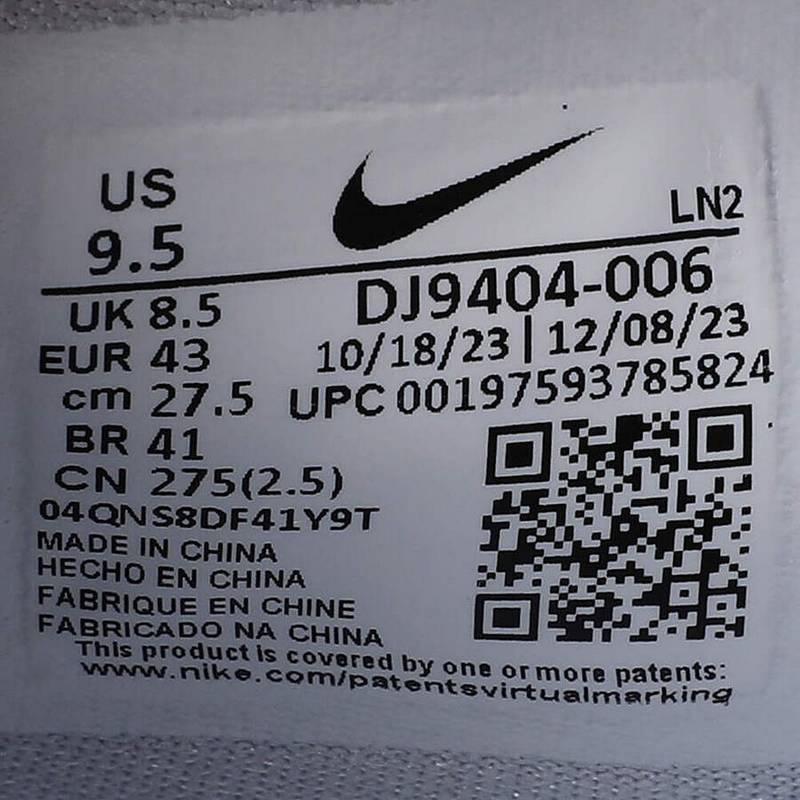 US
9.5
LN2
UK 8.5
EUR 43
cm 27.5
BR 41
CN 275(2.5)
DJ9404-006
10/18/23 | 12/08/23
UPC 00197593785824
04QNS8DF41Y9T
MADE IN CHINA
HECHO EN CHINA
FABRIQUE EN CHINE
FABRICADO NA CHINA
This product is covered by one or more patents:
www.nike.com/patentsvirtualmarking